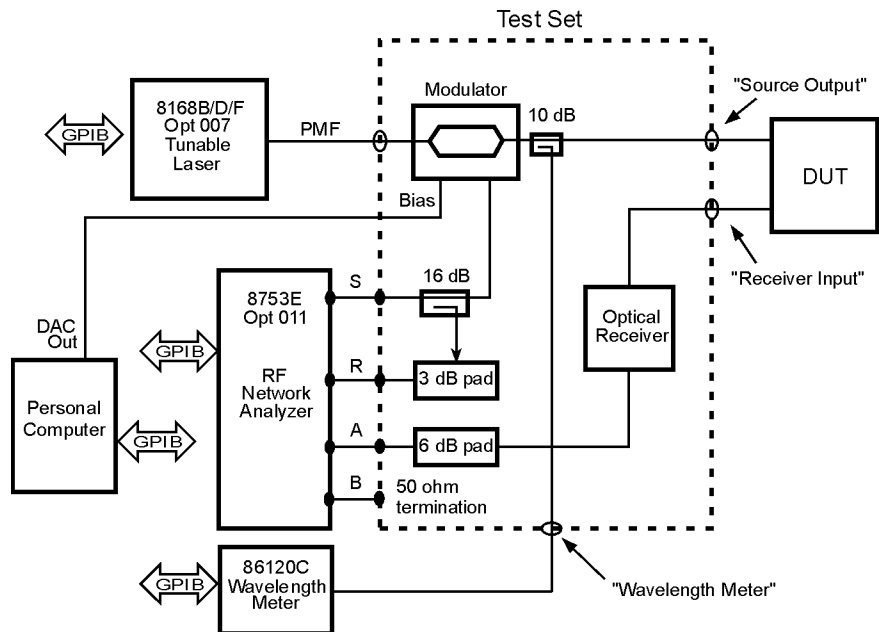 Test Set
8168B/D/F
Opt 007
Tunable
Laser
GPIB
PMF
Modulator
10 dB
"Source Output"
DUT
Bias
"Receiver Input"
8753E
Opt 011
RF
Network
Analyzer
GPIB
S
16 dB
R
3 dB pad
A
6 dB pad
B
50 ohm
termination
Optical
Receiver
DAC
Out
Personal
Computer
GPIB
86120C
Wavelength
Meter
GPIB
"Wavelength Meter"